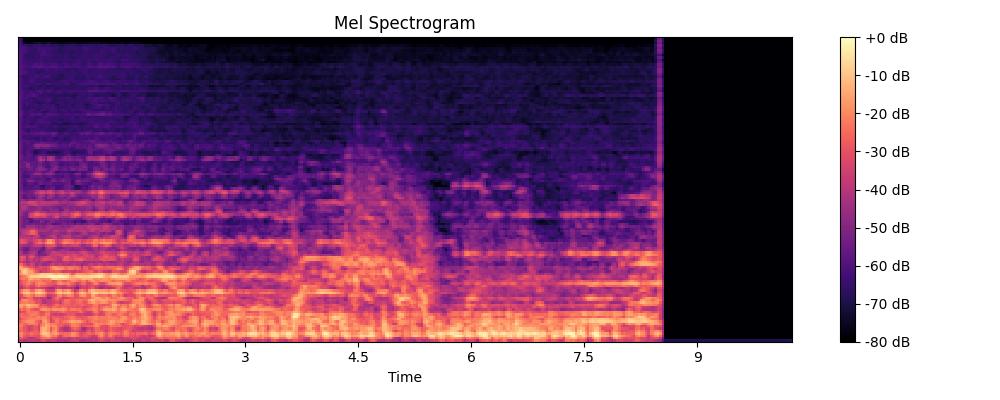 Mel Spectrogram
+0 dB
-10 dB
-20 dB
-30 dB
-40 dB
-50 dB
-60 dB
-70 dB
-80 dB
0 1.5 3 4.5 6 7.5 9
Time